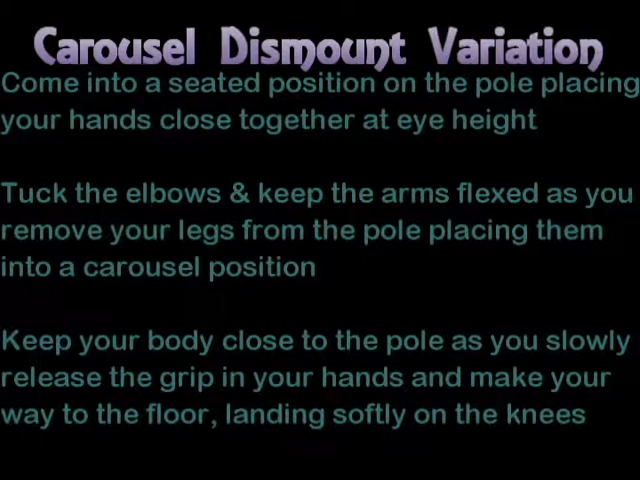 Carousel Dismount Variation
Come into a seated position on the pole placing
your hands close together at eye height
Tuck the elbows & keep the arms flexed as you
remove your legs from the pole placing them
into a carousel position
Keep your body close to the pole as you slowly
release the grip in your hands and make your
way to the floor, landing softly on the knees